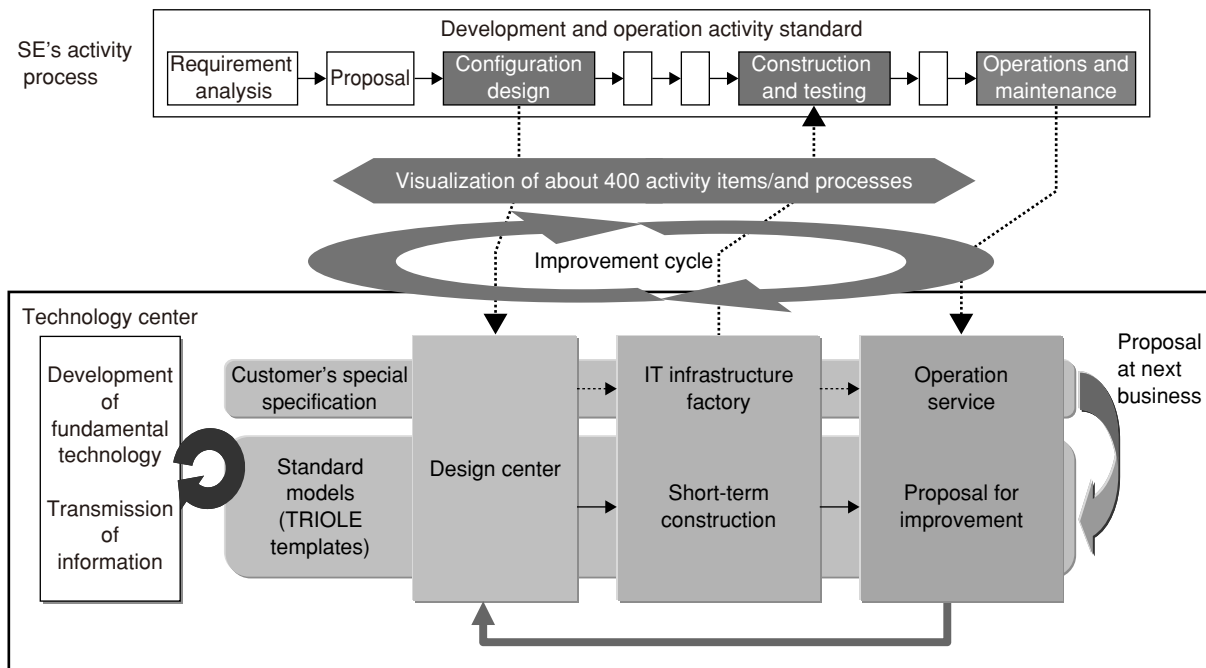 Development and operation activity standard
SE's activity
process
Requirement
analysis
Proposal
Configuration
design
Construction
and testing
Operations and
maintenance
Visualization of about 400 activity items/and processes
Improvement cycle
Technology center
Development
of
fundamental
technology
Transmission
of
information
Customer's special
specification
Standard
models
(TRIOLE
templates)
Design center
IT infrastructure
factory
Short-term
construction
Operation
service
Proposal for
improvement
Proposal
at next
business